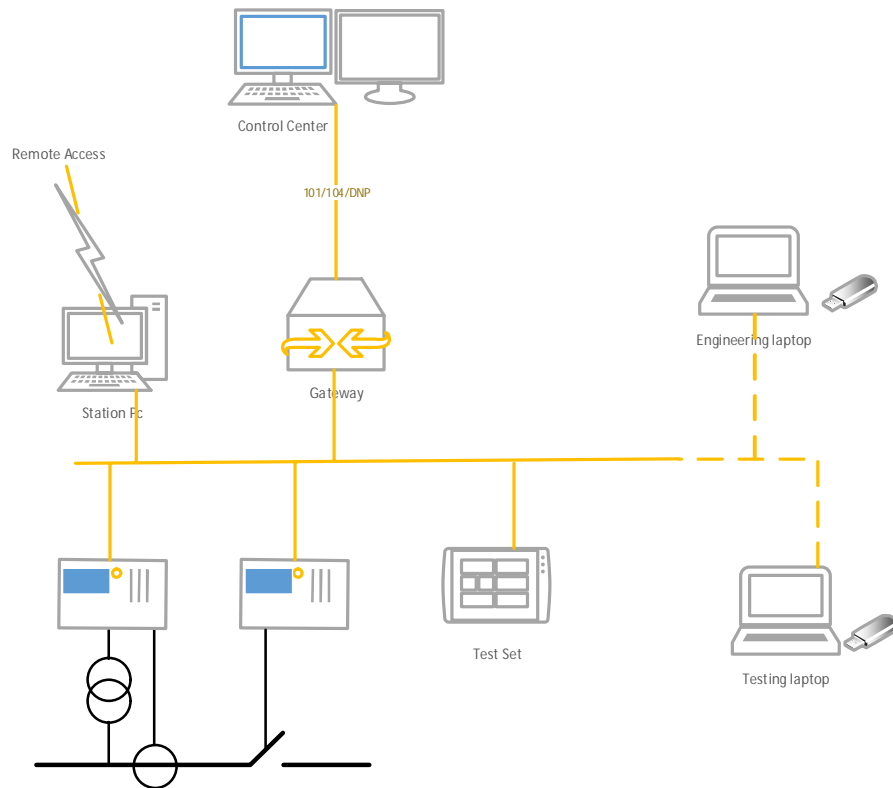 Control Center
Remote Access
101/104/DNP
Engineering laptop
Gateway
Station Pc
Test Set
Testing laptop